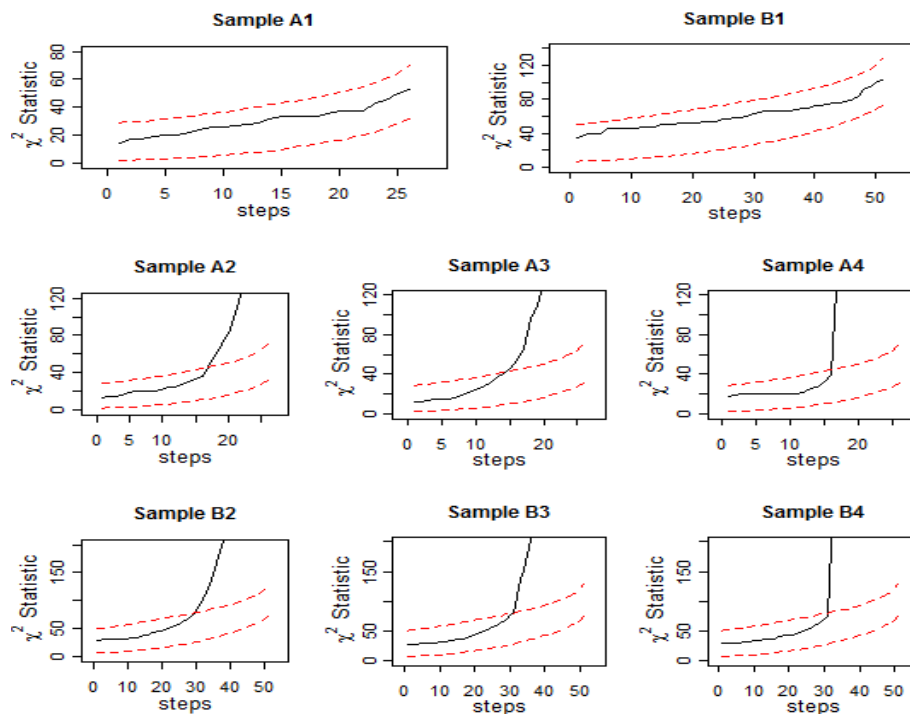 Sample A1
χ² Statistic
0 20 40 60 80
0 5 10 15 20 25
steps
Sample B1
χ² Statistic
0 40 80 120
0 10 20 30 40 50
steps
Sample A2
χ² Statistic
0 40 80 120
0 5 10 20
steps
Sample A3
χ² Statistic
0 40 80 120
0 5 10 20
steps
Sample A4
χ² Statistic
0 40 80 120
0 5 10 20
steps
Sample B2
χ² Statistic
0 50 150
0 10 20 30 40 50
steps
Sample B3
χ² Statistic
0 50 150
0 10 20 30 40 50
steps
Sample B4
χ² Statistic
0 50 150
0 10 20 30 40 50
steps